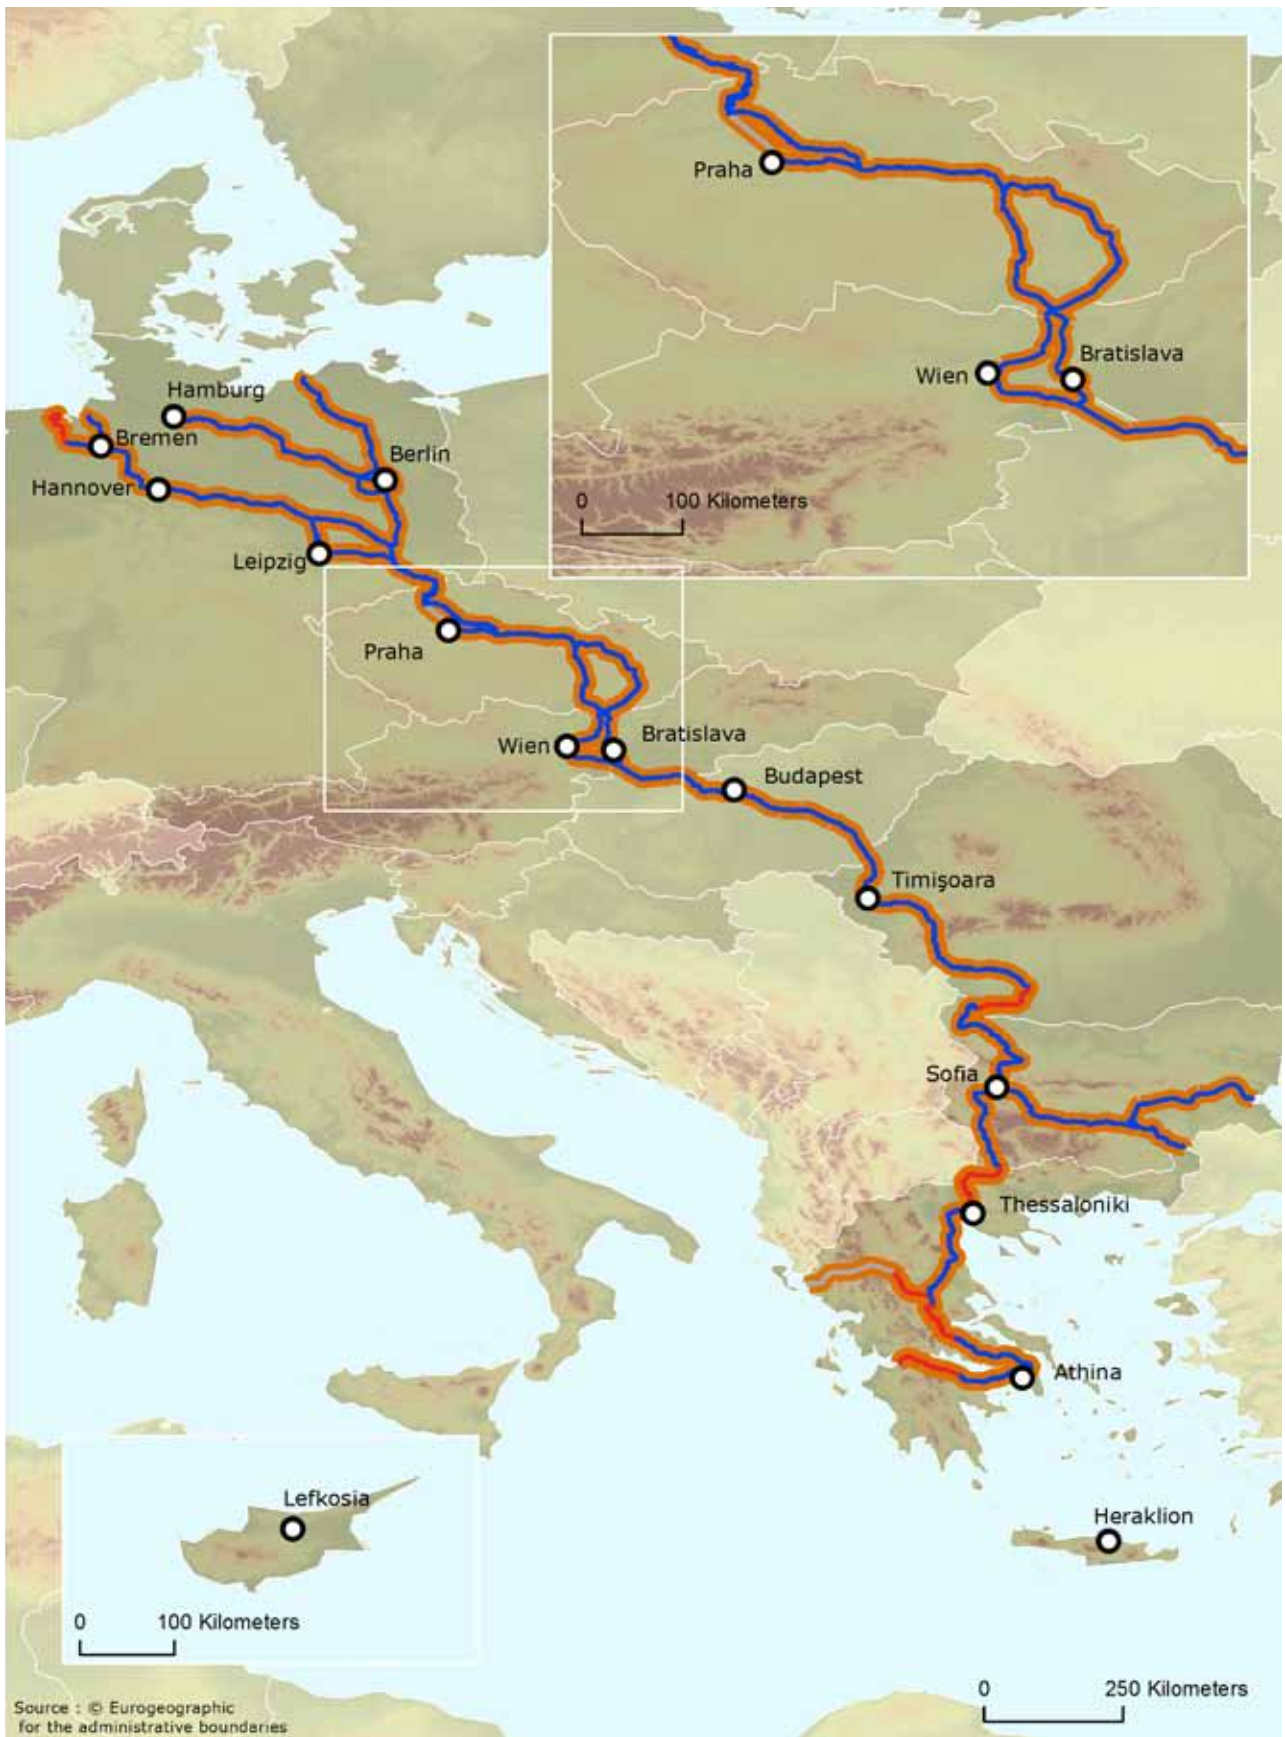 Praha
Bratislava
Wien
0 100 Kilometers
Hamburg
Bremen
Berlin
Hannover
Leipzig
Praha
Wien
Bratislava
Budapest
Timişoara
Sofia
Thessaloniki
Athina
Lefkosia
0 100 Kilometers
Heraklion
0 250 Kilometers
Source : © Eurogeographic
for the administrative boundaries